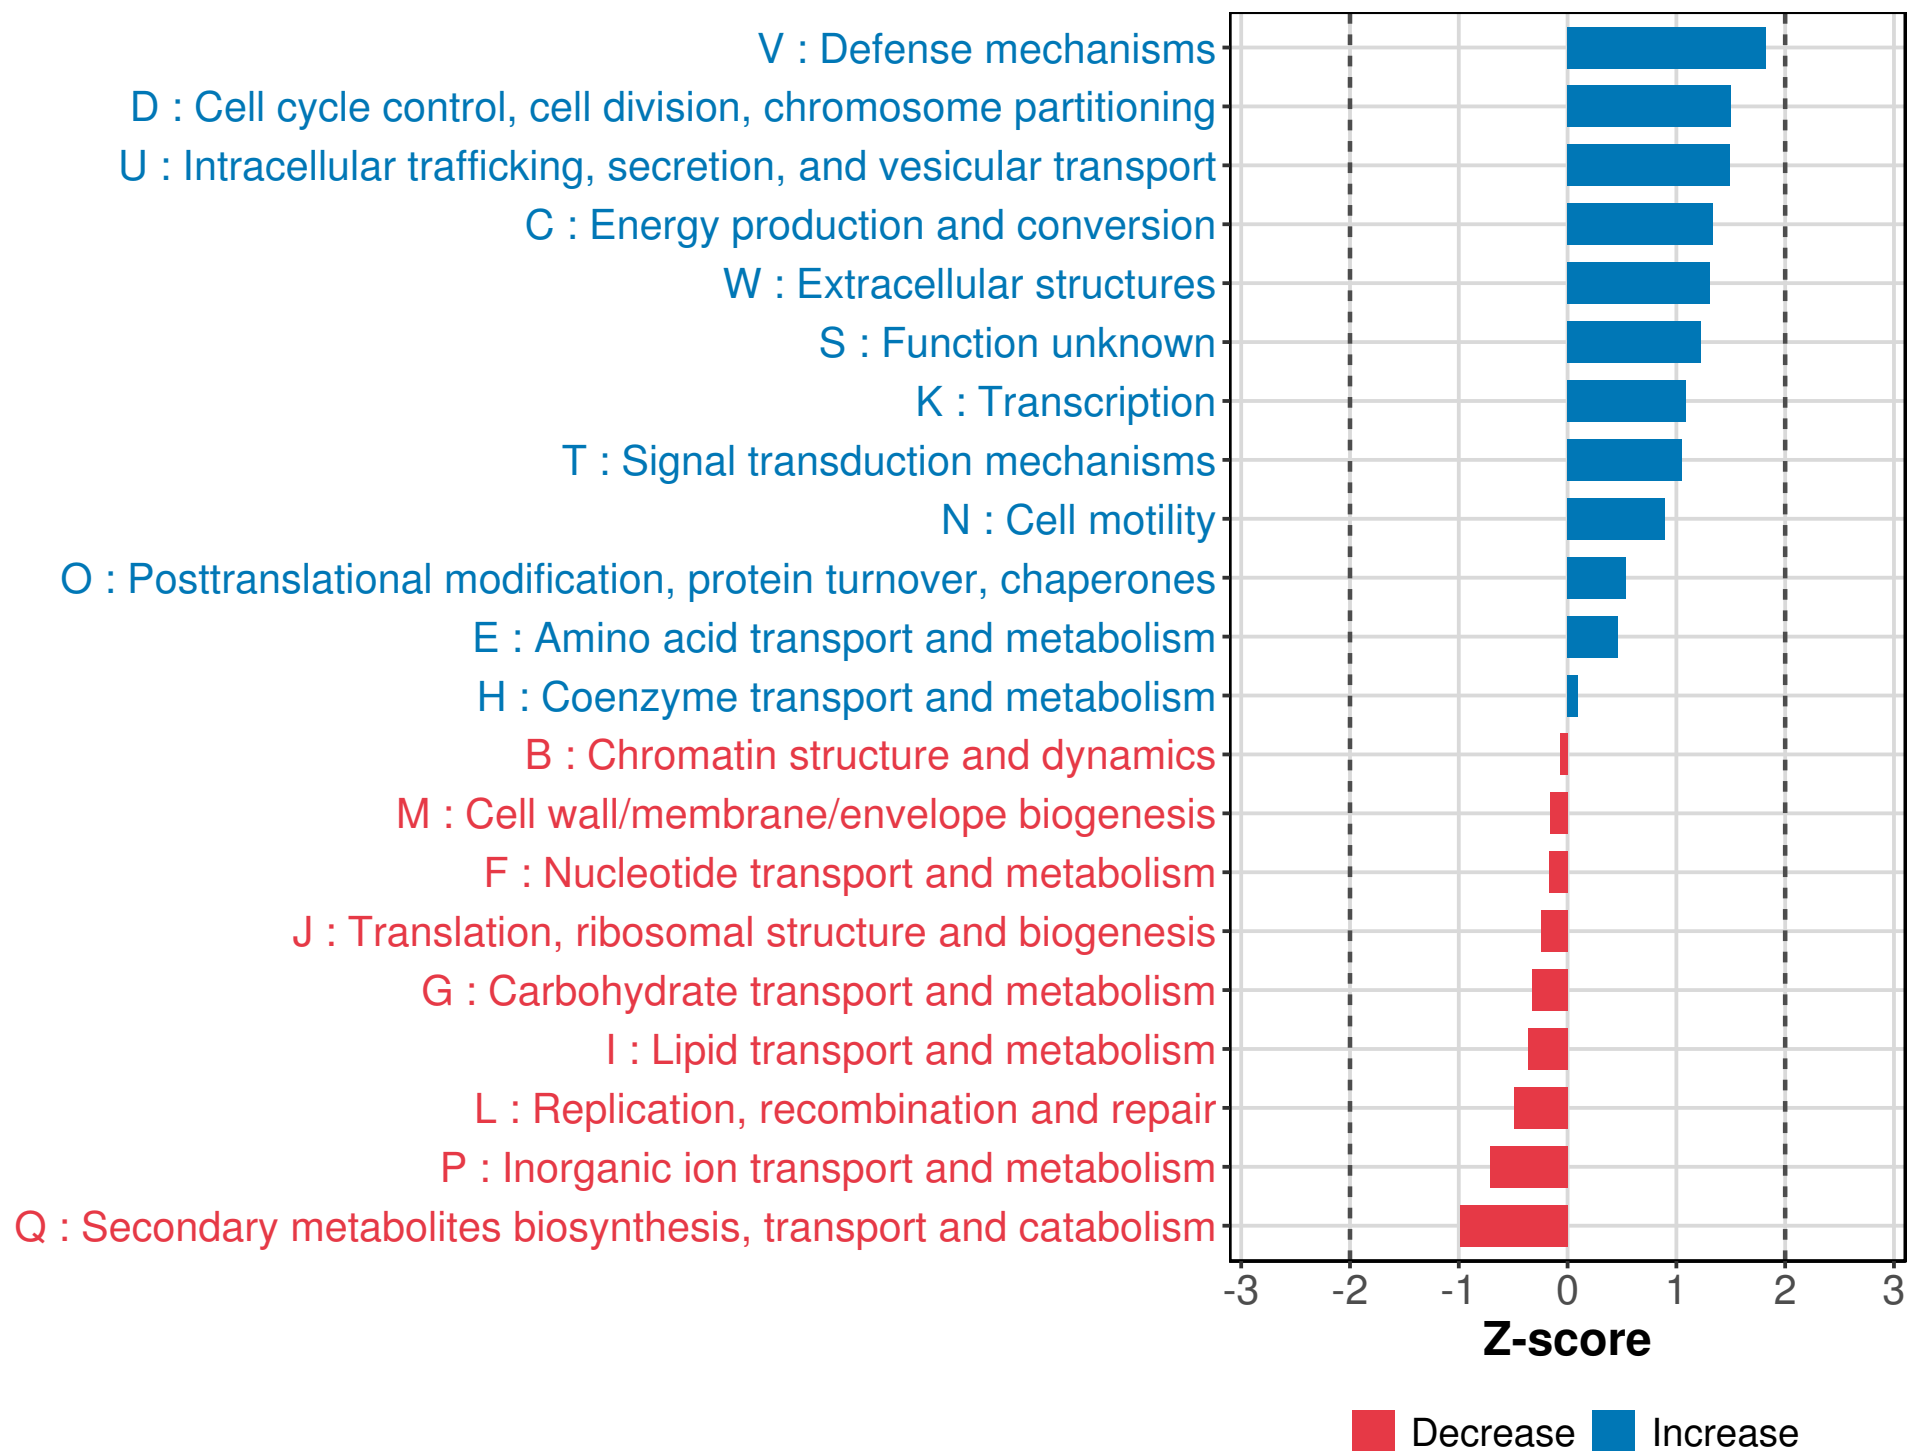 V : Defense mechanisms
D : Cell cycle control, cell division, chromosome partitioning
U : Intracellular trafficking, secretion, and vesicular transport
C : Energy production and conversion
W : Extracellular structures
S : Function unknown
K : Transcription
T : Signal transduction mechanisms
N : Cell motility
O : Posttranslational modification, protein turnover, chaperones
E : Amino acid transport and metabolism
H : Coenzyme transport and metabolism
B : Chromatin structure and dynamics
M : Cell wall/membrane/envelope biogenesis
F : Nucleotide transport and metabolism
J : Translation, ribosomal structure and biogenesis
G : Carbohydrate transport and metabolism
I : Lipid transport and metabolism
L : Replication, recombination and repair
P : Inorganic ion transport and metabolism
Q : Secondary metabolites biosynthesis, transport and catabolism
-3 -2 -1 0 1 2 3
Z-score
Decrease Increase